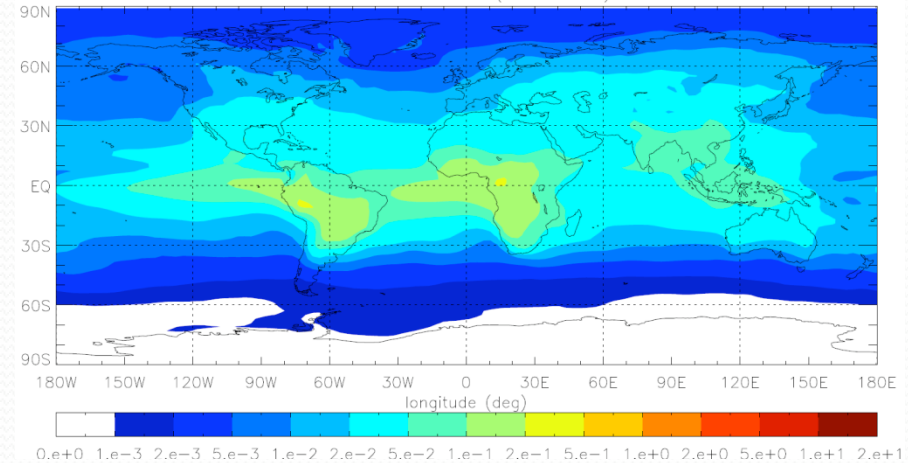 90N
60N
30N
EQ
30S
60S
90S
180W 150W 120W 90W 60W 30W 0 30E 60E 90E 120E 150E 180E
longitude (deg)
0.e+0 1.e-3 2.e-3 5.e-3 1.e-2 2.e-2 5.e-2 1.e-1 2.e-1 5.e-1 1.e+0 2.e+0 5.e+0 1.e+1 2.e+1